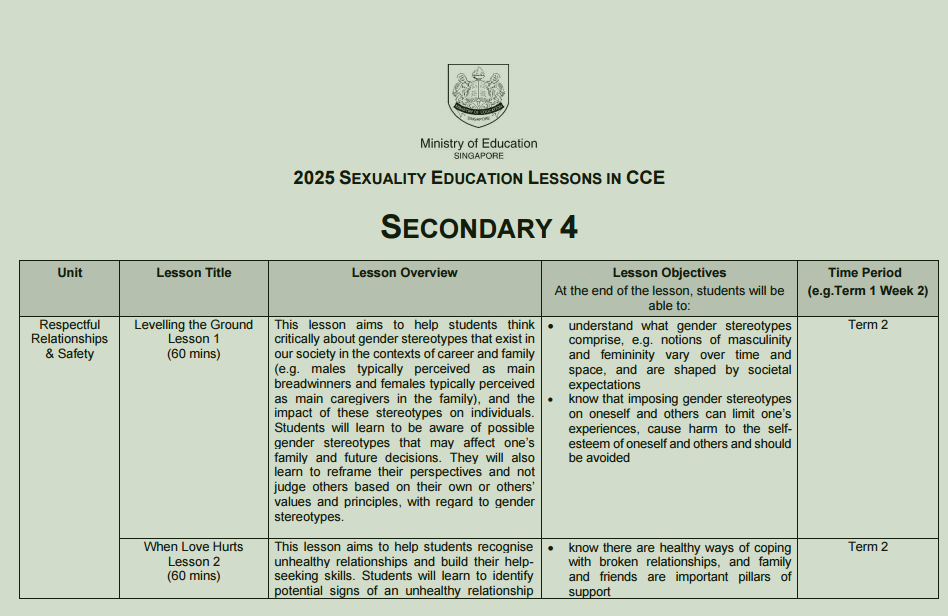 MINISTRY OF EDUCATION
SINGAPORE
Ministry of Education
SINGAPORE
2025 SEXUALITY EDUCATION LESSONS IN CCE
SECONDARY 4
Unit
Lesson Title
Lesson Overview
Lesson Objectives
At the end of the lesson, students will be
able to:
Time Period
(e.g.Term 1 Week 2)
Respectful
Relationships
& Safety
Levelling the Ground
Lesson 1
(60 mins)
This lesson aims to help students think
critically about gender stereotypes that exist in
our society in the contexts of career and family
(e.g. males typically perceived as main
breadwinners and females typically perceived
as main caregivers in the family), and the
impact of these stereotypes on individuals.
Students will learn to be aware of possible
gender stereotypes that may affect one's
family and future decisions. They will also
learn to reframe their perspectives and not
judge others based on their own or others'
values and principles, with regard to gender
stereotypes.
• understand what gender stereotypes
comprise, e.g. notions of masculinity
and femininity vary over time and
space, and are shaped by societal
expectations
• know that imposing gender stereotypes
on oneself and others can limit one's
experiences, cause harm to the self-
esteem of oneself and others and should
be avoided
Term 2
When Love Hurts
Lesson 2
(60 mins)
This lesson aims to help students recognise
unhealthy relationships and build their help-
seeking skills. Students will learn to identify
potential signs of an unhealthy relationship
• know there are healthy ways of coping
with broken relationships, and family
and friends are important pillars of
support
Term 2